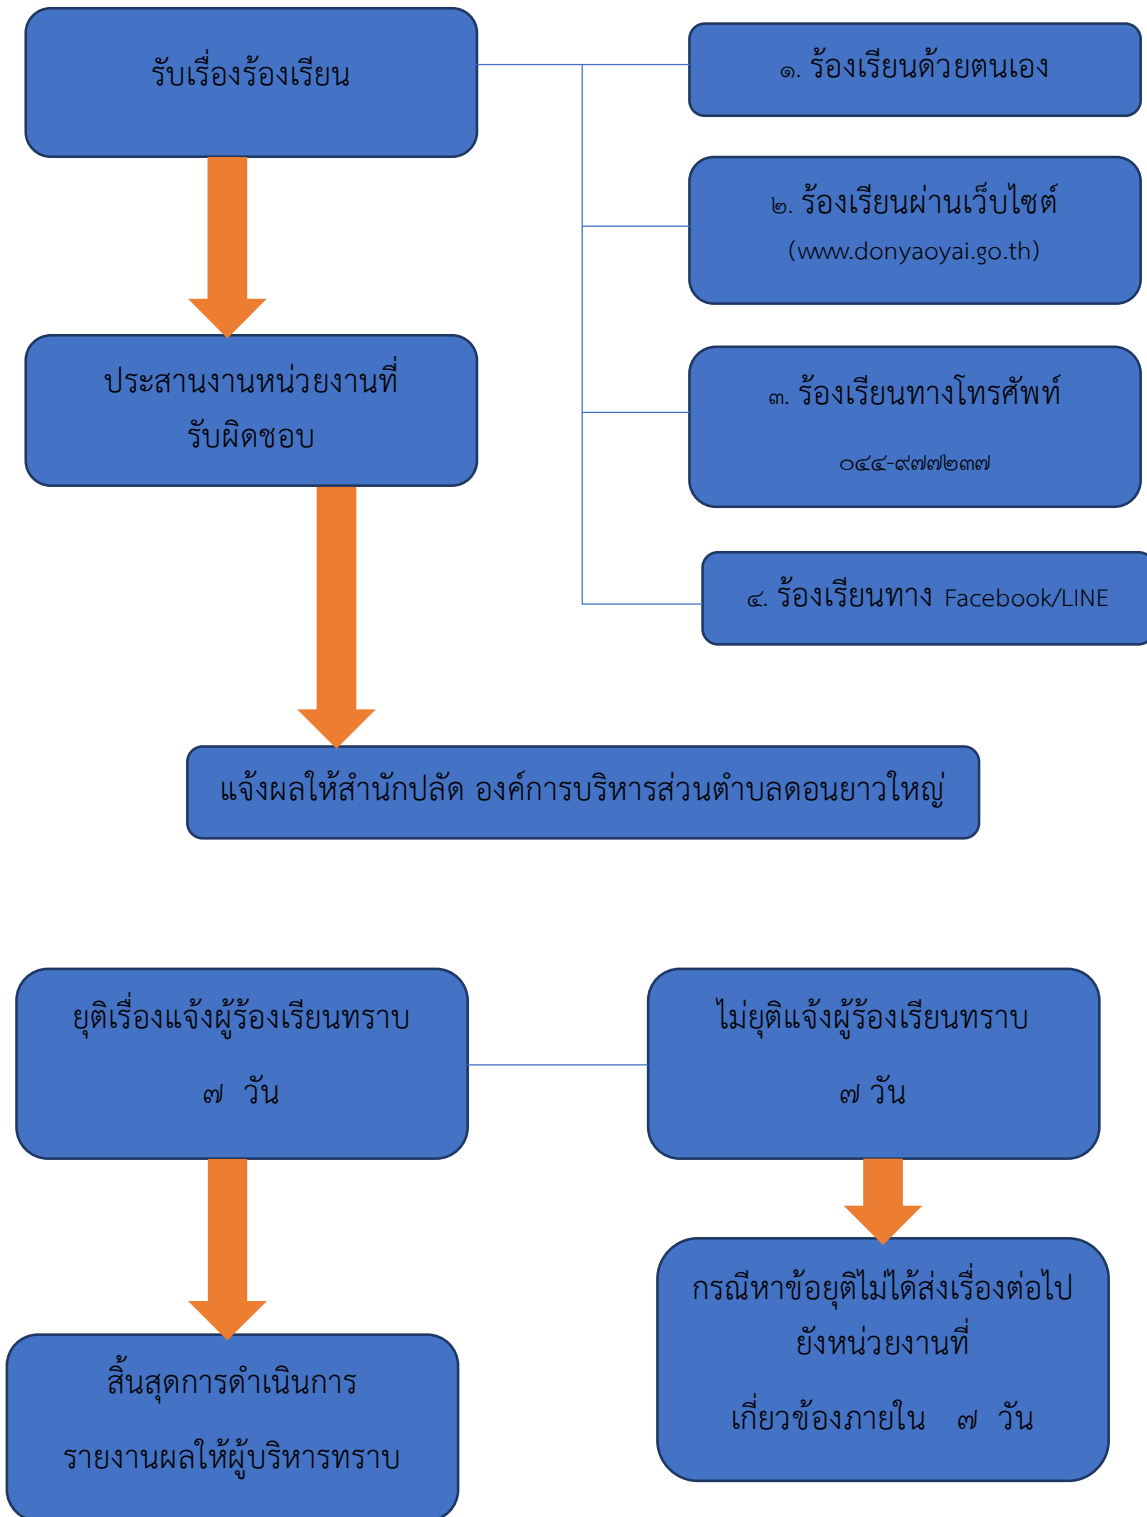 รับเรื่องร้องเรียน
๑. ร้องเรียนด้วยตนเอง
๒. ร้องเรียนผ่านเว็บไซต์
(www.donyaoyai.go.th)
ประสานงานหน่วยงานที่
รับผิดชอบ
๓. ร้องเรียนทางโทรศัพท์
๐๔๔-๙๗๗๒๓๗
๔. ร้องเรียนทาง Facebook/LINE
แจ้งผลให้สำนักปลัด องค์การบริหารส่วนตำบลดอนยาวใหญ่
ยุติเรื่องแจ้งผู้ร้องเรียนทราบ
๗ วัน
ไม่ยุติแจ้งผู้ร้องเรียนทราบ
๗ วัน
กรณีหาข้อยุติไม่ได้ส่งเรื่องต่อไป
ยังหน่วยงานที่
เกี่ยวข้องภายใน ๗ วัน
สิ้นสุดการดำเนินการ
รายงานผลให้ผู้บริหารทราบ